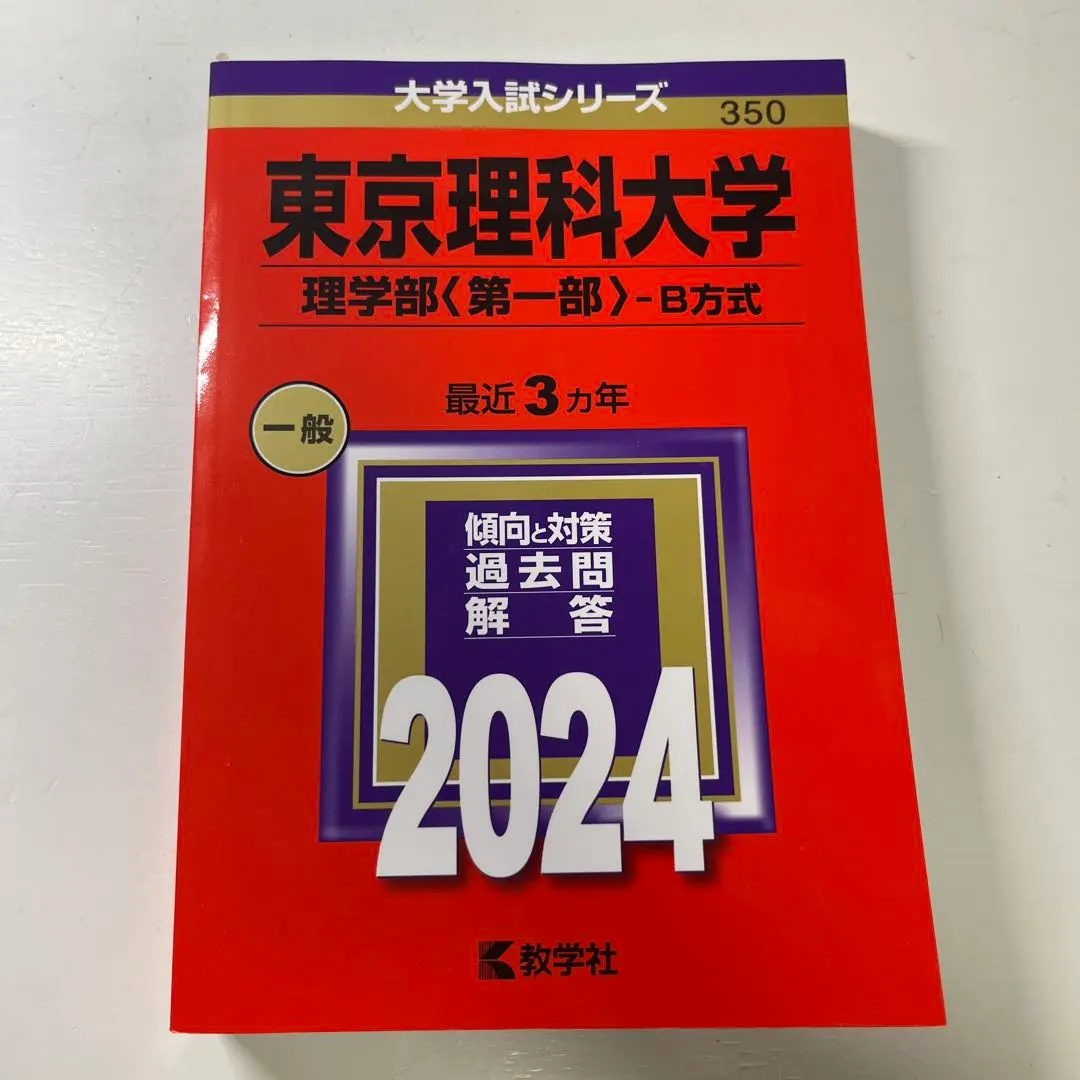 大学入試シリーズ
350
東京理科大学
理学部〈第一部〉-B方式
最近3ヵ年
一般
傾向と対策
過去問
解答
2024
教学社